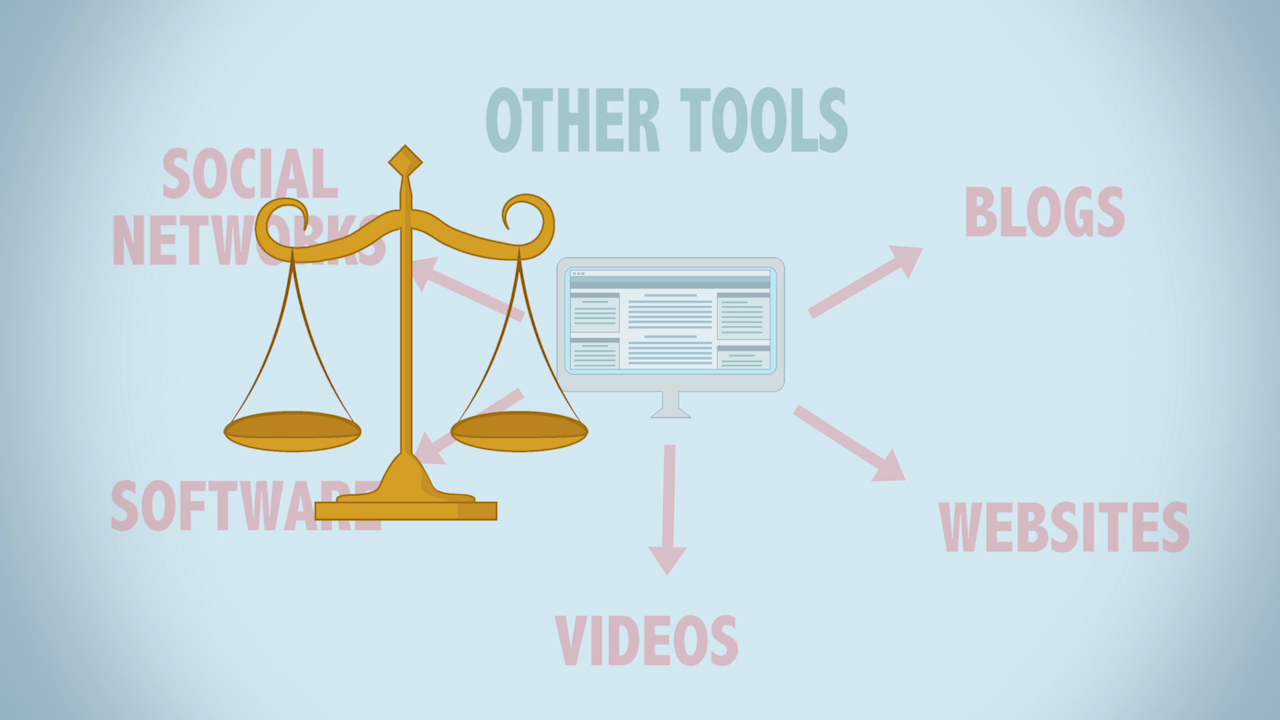 OTHER TOOLS
SOCIAL
NETWORKS
BLOGS
SOFTWARE
WEBSITES
VIDEOS